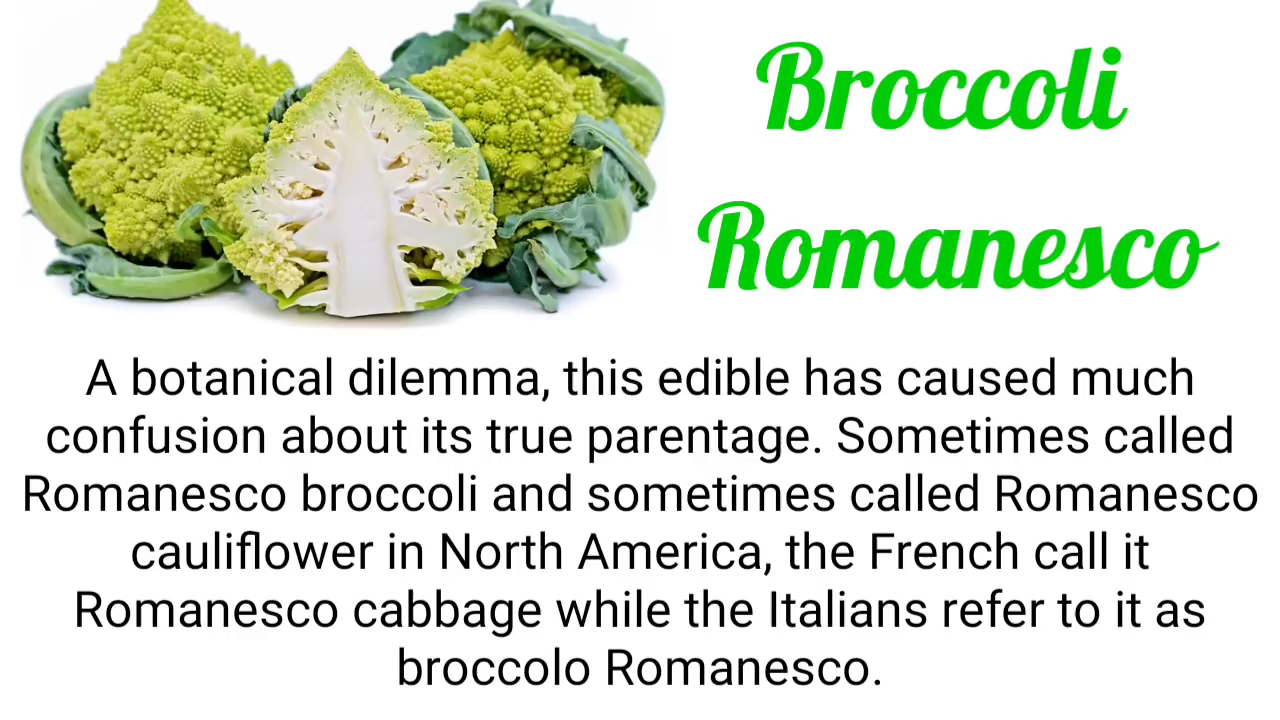 Broccoli
Romanesco
A botanical dilemma, this edible has caused much
confusion about its true parentage. Sometimes called
Romanesco broccoli and sometimes called Romanesco
cauliflower in North America, the French call it
Romanesco cabbage while the Italians refer to it as
broccolo Romanesco.